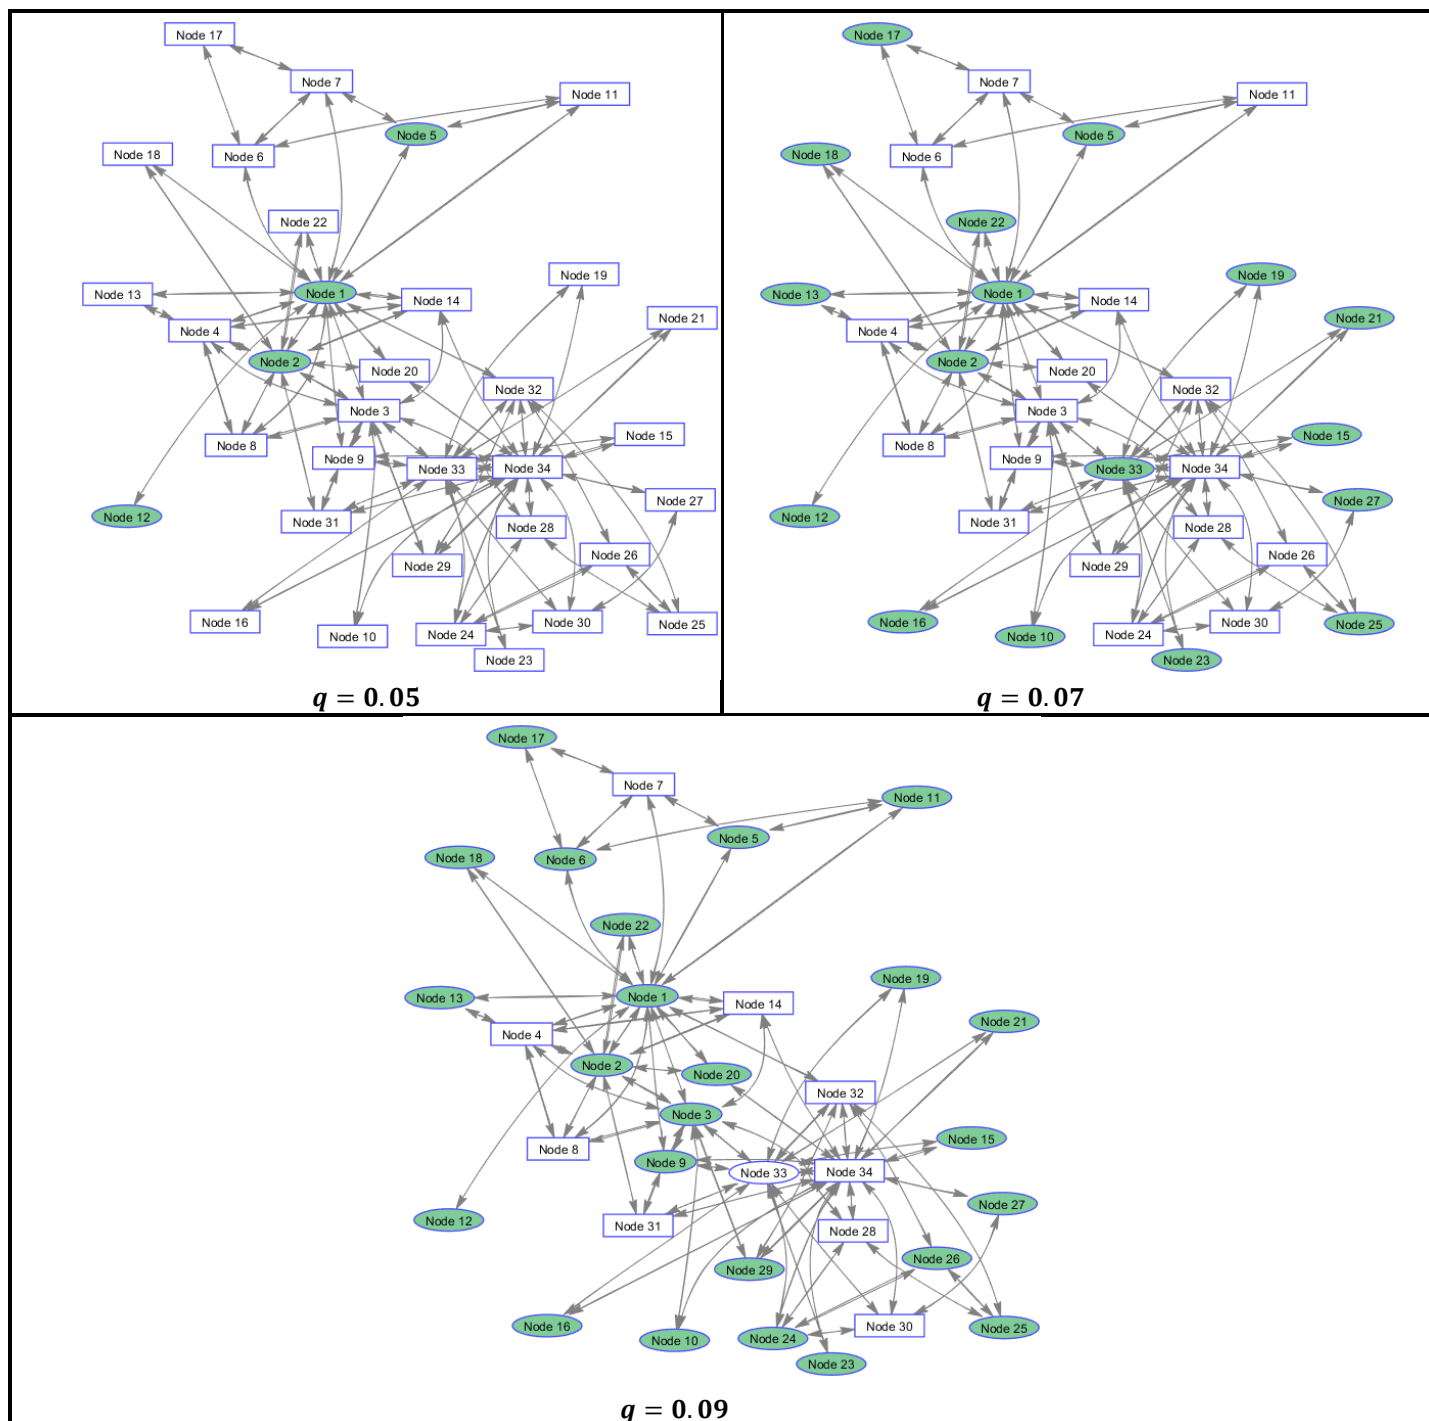 Node 17
Node 7
Node 11
Node 5
Node 18
Node 6
Node 22
Node 19
Node 13
Node 1
Node 14
Node 21
Node 4
Node 2
Node 20
Node 32
Node 3
Node 15
Node 8
Node 9
Node 33
Node 34
Node 27
Node 12
Node 31
Node 28
Node 26
Node 29
Node 16
Node 10
Node 24
Node 30
Node 25
Node 23
q = 0.05
Node 17
Node 7
Node 11
Node 5
Node 18
Node 6
Node 22
Node 19
Node 13
Node 1
Node 14
Node 21
Node 4
Node 2
Node 20
Node 32
Node 3
Node 15
Node 8
Node 9
Node 33
Node 34
Node 27
Node 12
Node 31
Node 28
Node 26
Node 29
Node 16
Node 10
Node 24
Node 30
Node 25
Node 23
q = 0.07
Node 17
Node 7
Node 11
Node 5
Node 18
Node 6
Node 22
Node 19
Node 13
Node 1
Node 14
Node 21
Node 4
Node 2
Node 20
Node 32
Node 3
Node 15
Node 8
Node 9
Node 33
Node 34
Node 27
Node 12
Node 31
Node 28
Node 26
Node 29
Node 16
Node 10
Node 24
Node 30
Node 25
Node 23
q = 0.09